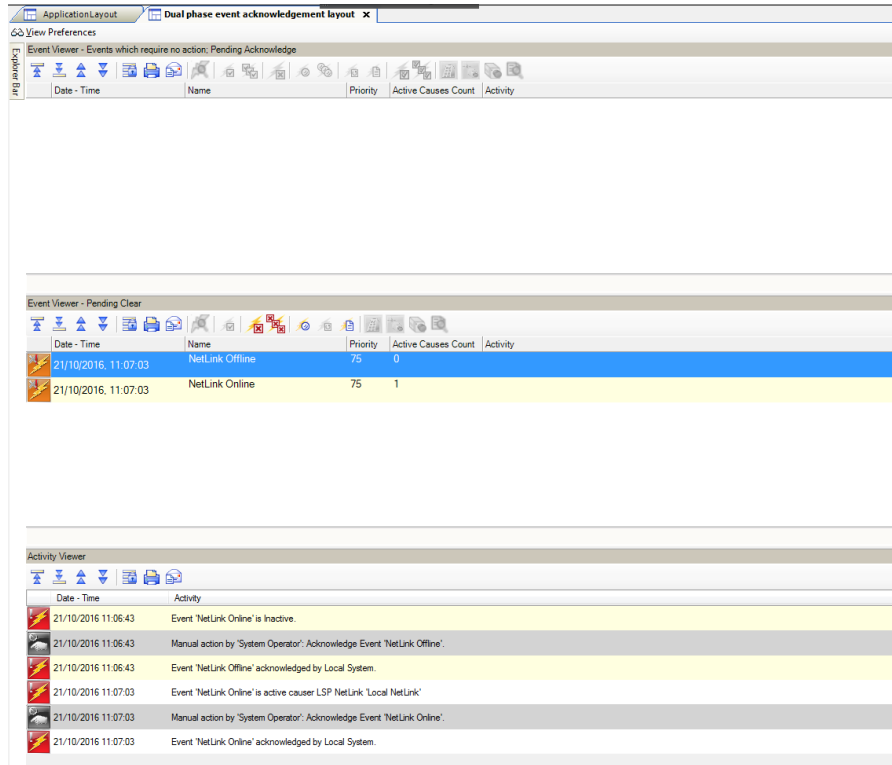 ApplicationLayout Dual phase event acknowledgement layout x
View Preferences
Explorer Bar
Event Viewer - Events which require no action; Pending Acknowledge
Date - Time Name Priority Active Causes Count Activity
Event Viewer - Pending Clear
Date - Time Name Priority Active Causes Count Activity
21/10/2016, 11:07:03 NetLink Offline 75 0
21/10/2016, 11:07:03 NetLink Online 75 1
Activity Viewer
Date - Time Activity
21/10/2016 11:06:43 Event 'NetLink Online' is Inactive.
21/10/2016 11:06:43 Manual action by 'System Operator': Acknowledge Event 'NetLink Offline'.
21/10/2016 11:06:43 Event 'NetLink Offline' acknowledged by Local System.
21/10/2016 11:07:03 Event 'NetLink Online' is active causer LSP NetLink 'Local NetLink'
21/10/2016 11:07:03 Manual action by 'System Operator': Acknowledge Event 'NetLink Online'.
21/10/2016 11:07:03 Event 'NetLink Online' acknowledged by Local System.